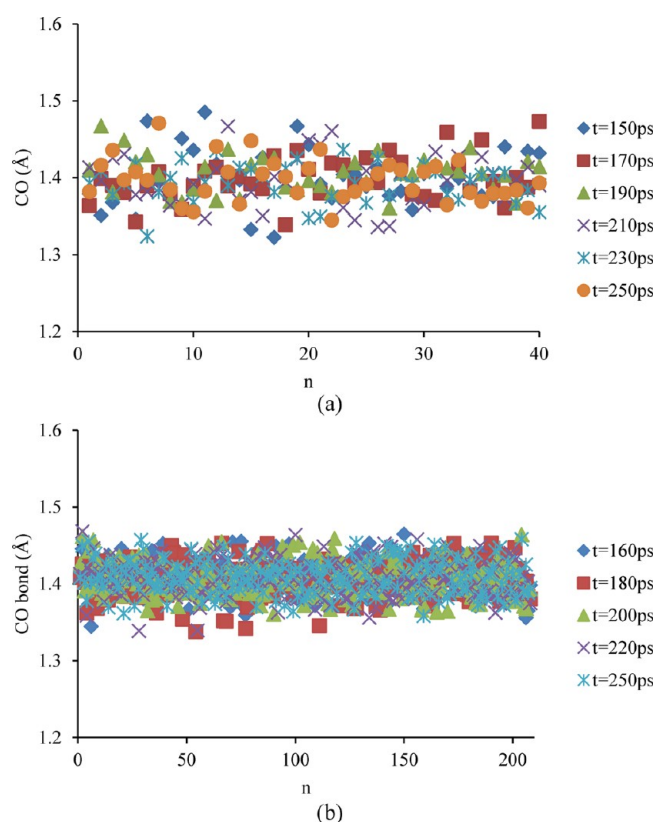 1.6
1.5
1.4
1.3
1.2
CO (Å)
0
10
20
30
40
n
t=150ps
t=170ps
t=190ps
t=210ps
t=230ps
t=250ps
(a)
1.6
1.5
1.4
1.3
1.2
CO bond (Å)
0
50
100
150
200
n
t=160ps
t=180ps
t=200ps
t=220ps
t=250ps
(b)